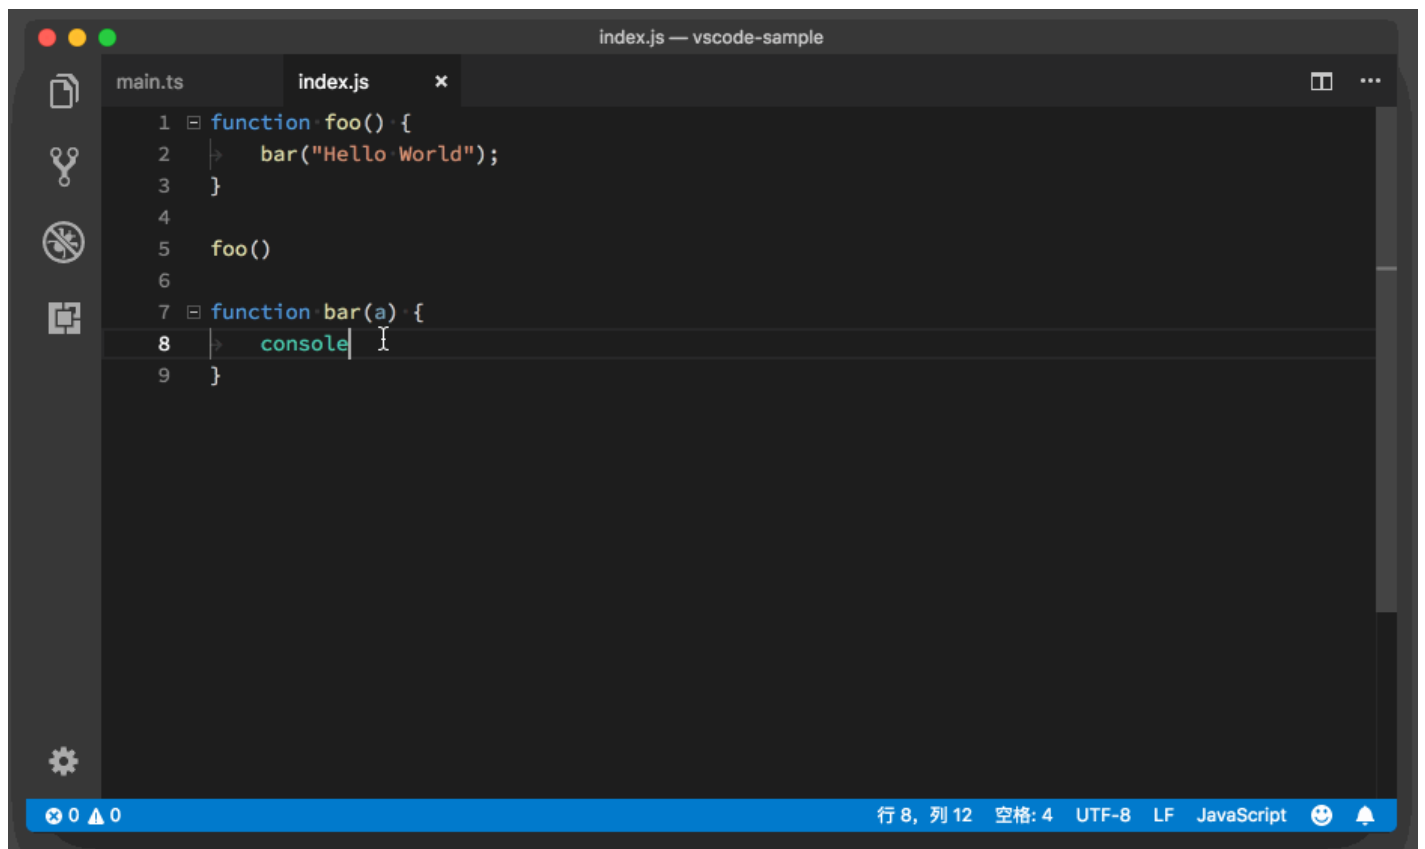 index.js — vscode-sample
main.ts index.js
1 function foo() {
2 bar("Hello World");
3 }
4
5 foo()
6
7 function bar(a) {
8 console
9 }
0 0 行 8，列 12 空格: 4 UTF-8 LF JavaScript